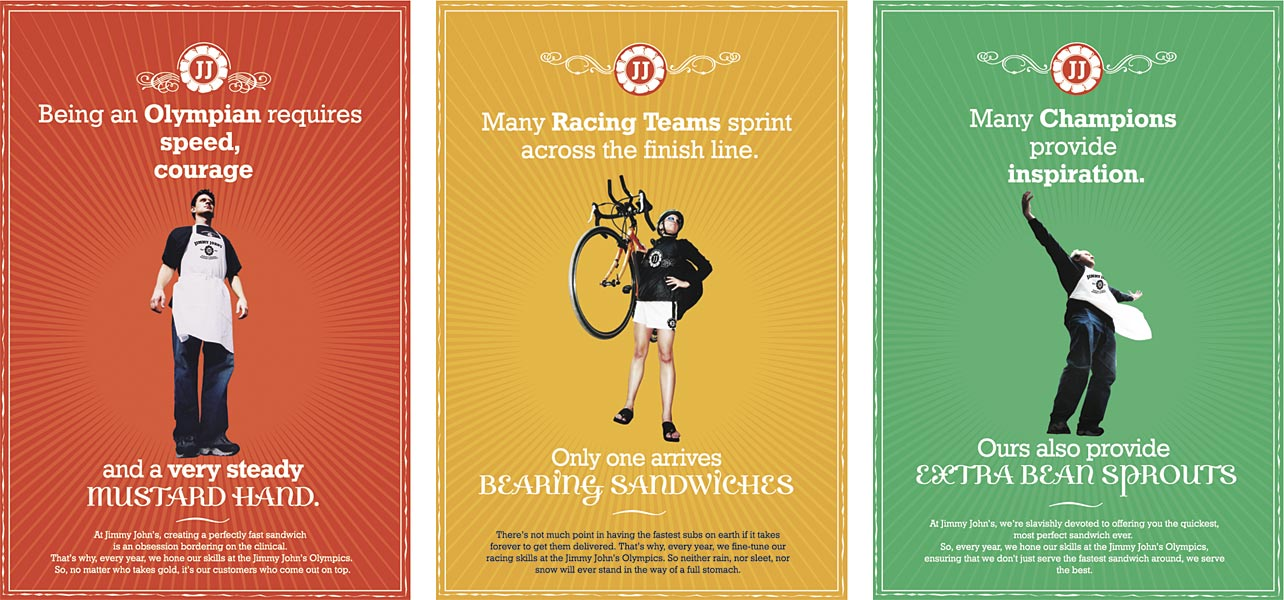 JJ
Being an Olympian requires
speed,
courage
JIMMY JOHN'S
and a very steady
MUSTARD HAND.
At Jimmy John's, creating a perfectly fast sandwich
is an obsession bordering on the clinical.
That's why, every year, we hone our skills at the Jimmy John's Olympics.
So, no matter who takes gold, it's our customers who come out on top.
JJ
Many Racing Teams sprint
across the finish line.
JJ
Only one arrives
BEARING SANDWICHES
There's not much point in having the fastest subs on earth if it takes
forever to get them delivered. That's why, every year, we fine-tune our
racing skills at the Jimmy John's Olympics. So neither rain, nor sleet, nor
snow will ever stand in the way of a full stomach.
JJ
Many Champions
provide
inspiration.
JIMMY JOHN'S
Ours also provide
EXTRA BEAN SPROUTS
At Jimmy John's, we're slavishly devoted to offering you the quickest,
most perfect sandwich ever.
So, every year, we hone our skills at the Jimmy John's Olympics,
ensuring that we don't just serve the fastest sandwich around, we serve
the best.